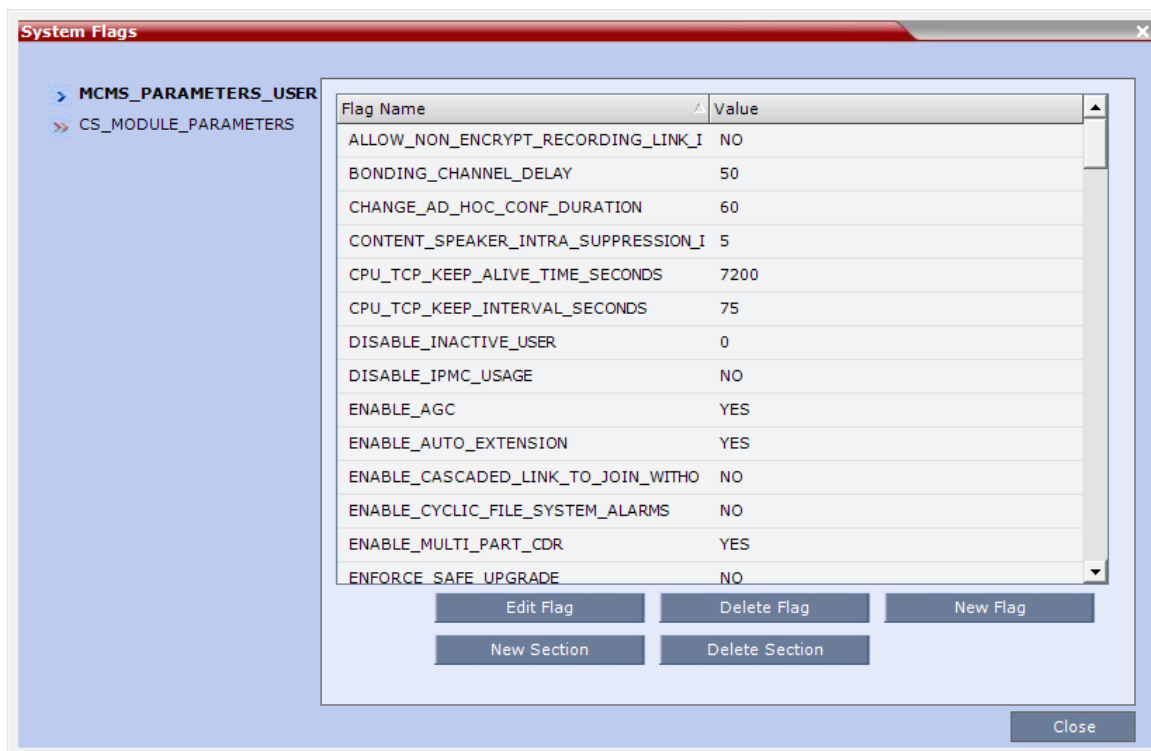 System Flags
MCMS_PARAMETERS_USER
CS_MODULE_PARAMETERS
Flag Name Value
ALLOW_NON_ENCRYPT_RECORDING_LINK_I NO
BONDING_CHANNEL_DELAY 50
CHANGE_AD_HOC_CONF_DURATION 60
CONTENT_SPEAKER_INTRA_SUPPRESSION_I 5
CPU_TCP_KEEP_ALIVE_TIME_SECONDS 7200
CPU_TCP_KEEP_INTERVAL_SECONDS 75
DISABLE_INACTIVE_USER 0
DISABLE_IPMC_USAGE NO
ENABLE_AGC YES
ENABLE_AUTO_EXTENSION YES
ENABLE_CASCADED_LINK_TO_JOIN_WITHO NO
ENABLE_CYCLIC_FILE_SYSTEM_ALARMS NO
ENABLE_MULTI_PART_CDR YES
ENFORCE_SAFE_UPGRADE NO
Edit Flag Delete Flag New Flag
New Section Delete Section
Close